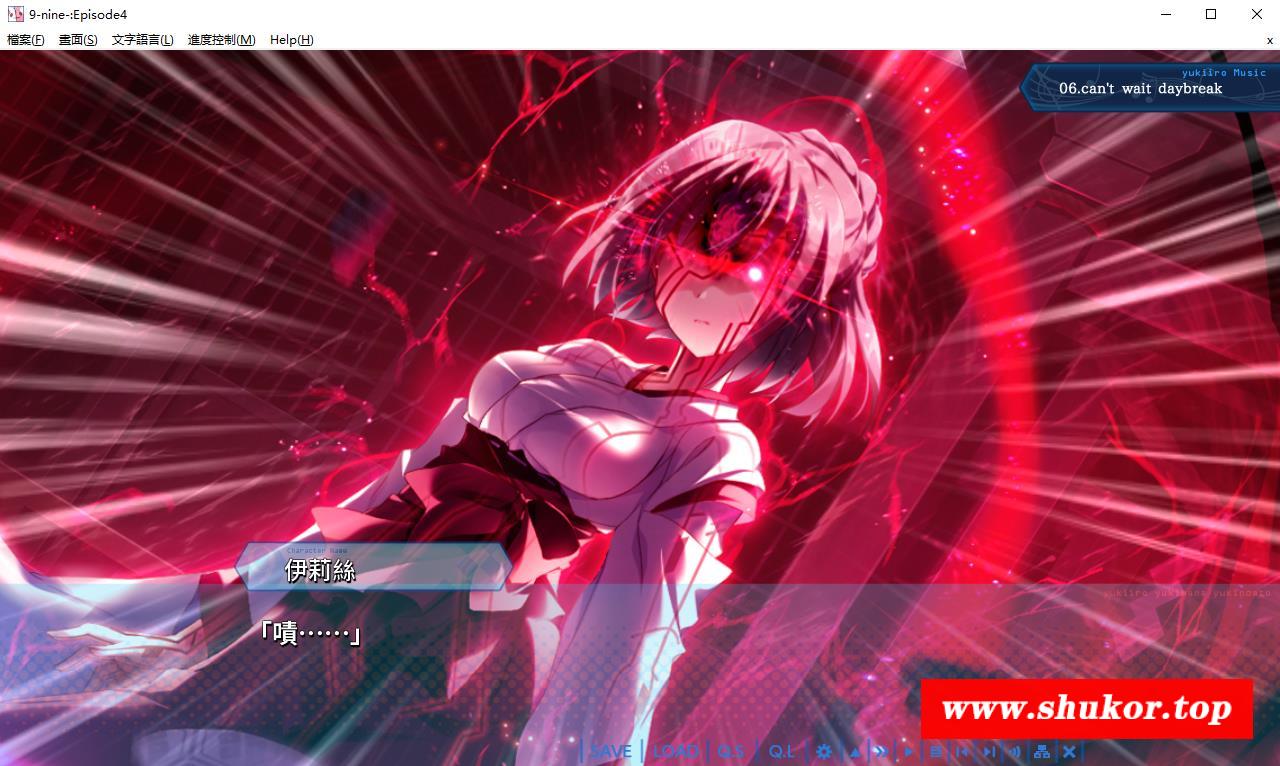 9-nine-:Episode4
檔案(F) 畫面(S) 文字語言(L) 進度控制(M) Help(H)
x
yukiiro Music
06.can't wait daybreak
Character Name
伊莉絲
「嘖……」
www.shukor.top
SAVE LOAD Q.S Q.L